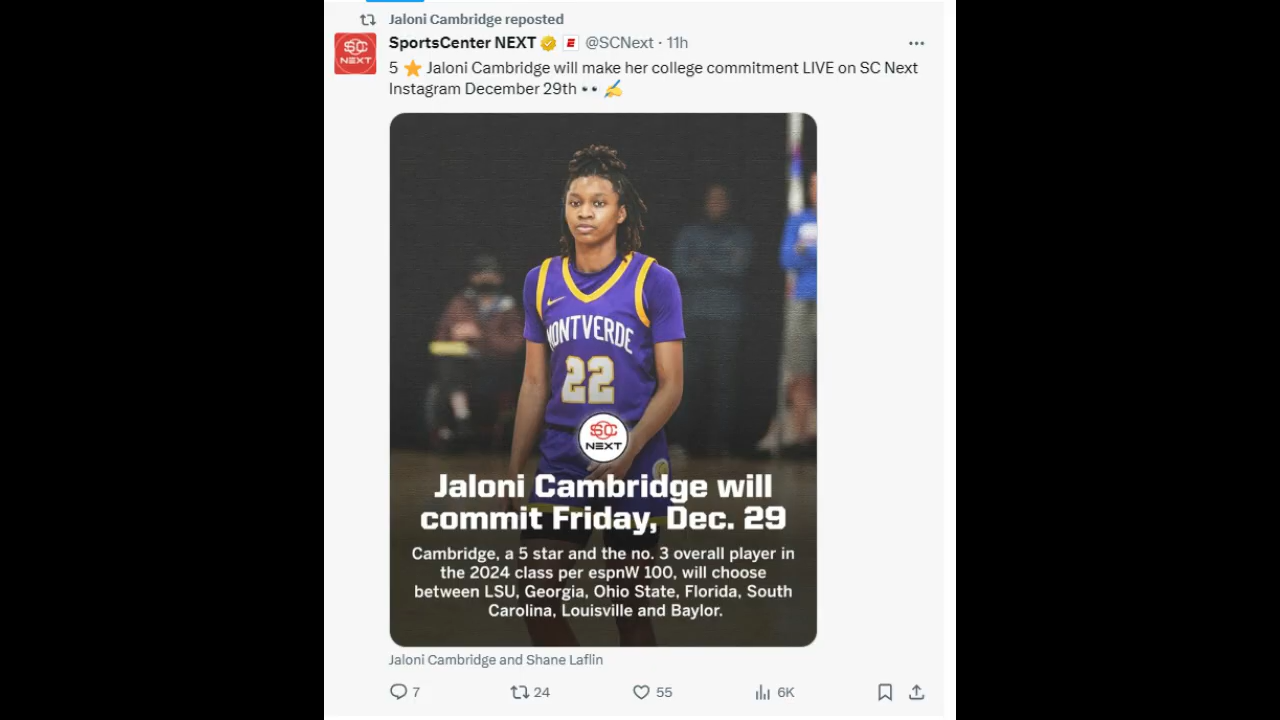 Jaloni Cambridge reposted
SC NEXT
SportsCenter NEXT @SCNext · 11h
5 ⭐ Jaloni Cambridge will make her college commitment LIVE on SC Next
Instagram December 29th 👀 ✍️
MONTVERDE
22
SC
NEXT
Jaloni Cambridge will
commit Friday, Dec. 29
Cambridge, a 5 star and the no. 3 overall player in
the 2024 class per espnW 100, will choose
between LSU, Georgia, Ohio State, Florida, South
Carolina, Louisville and Baylor.
Jaloni Cambridge and Shane Laflin
7 24 55 6K